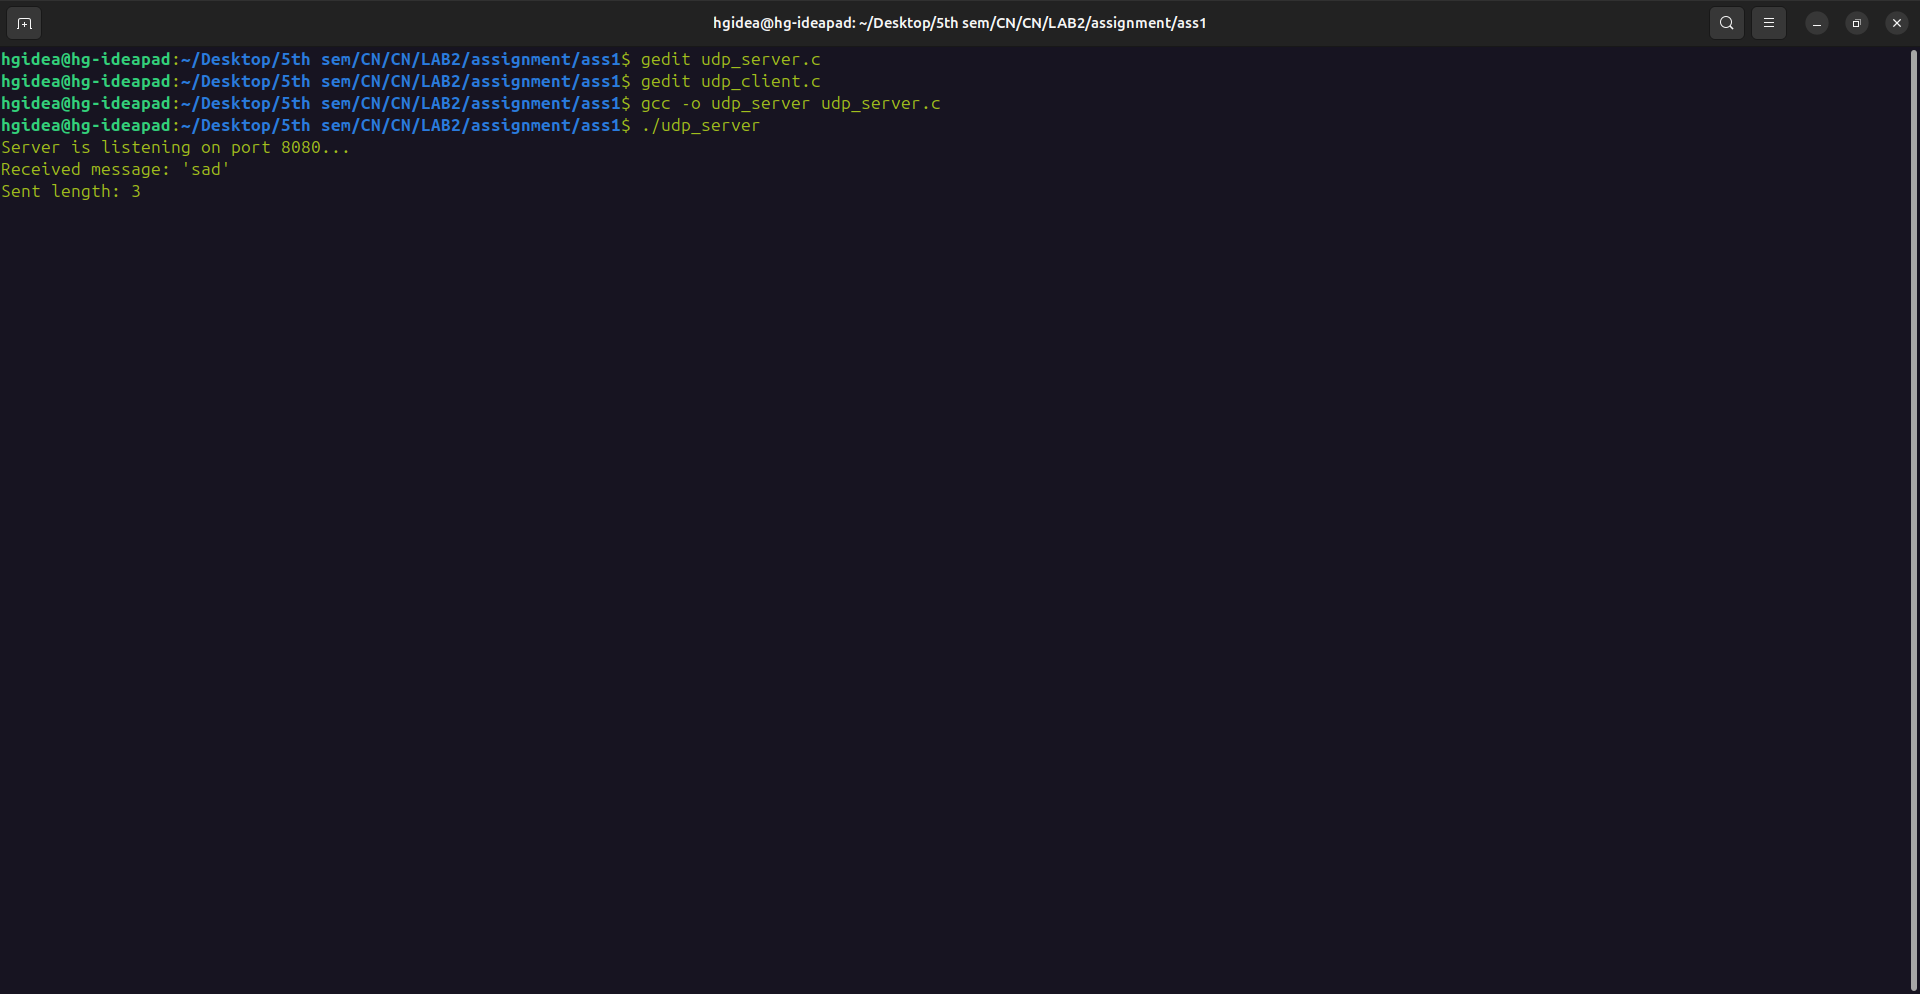 hgidea@hg-ideapad: ~/Desktop/5th sem/CN/CN/LAB2/assignment/ass1
hgidea@hg-ideapad:~/Desktop/5th sem/CN/CN/LAB2/assignment/ass1$ gedit udp_server.c
hgidea@hg-ideapad:~/Desktop/5th sem/CN/CN/LAB2/assignment/ass1$ gedit udp_client.c
hgidea@hg-ideapad:~/Desktop/5th sem/CN/CN/LAB2/assignment/ass1$ gcc -o udp_server udp_server.c
hgidea@hg-ideapad:~/Desktop/5th sem/CN/CN/LAB2/assignment/ass1$ ./udp_server
Server is listening on port 8080...
Received message: 'sad'
Sent length: 3